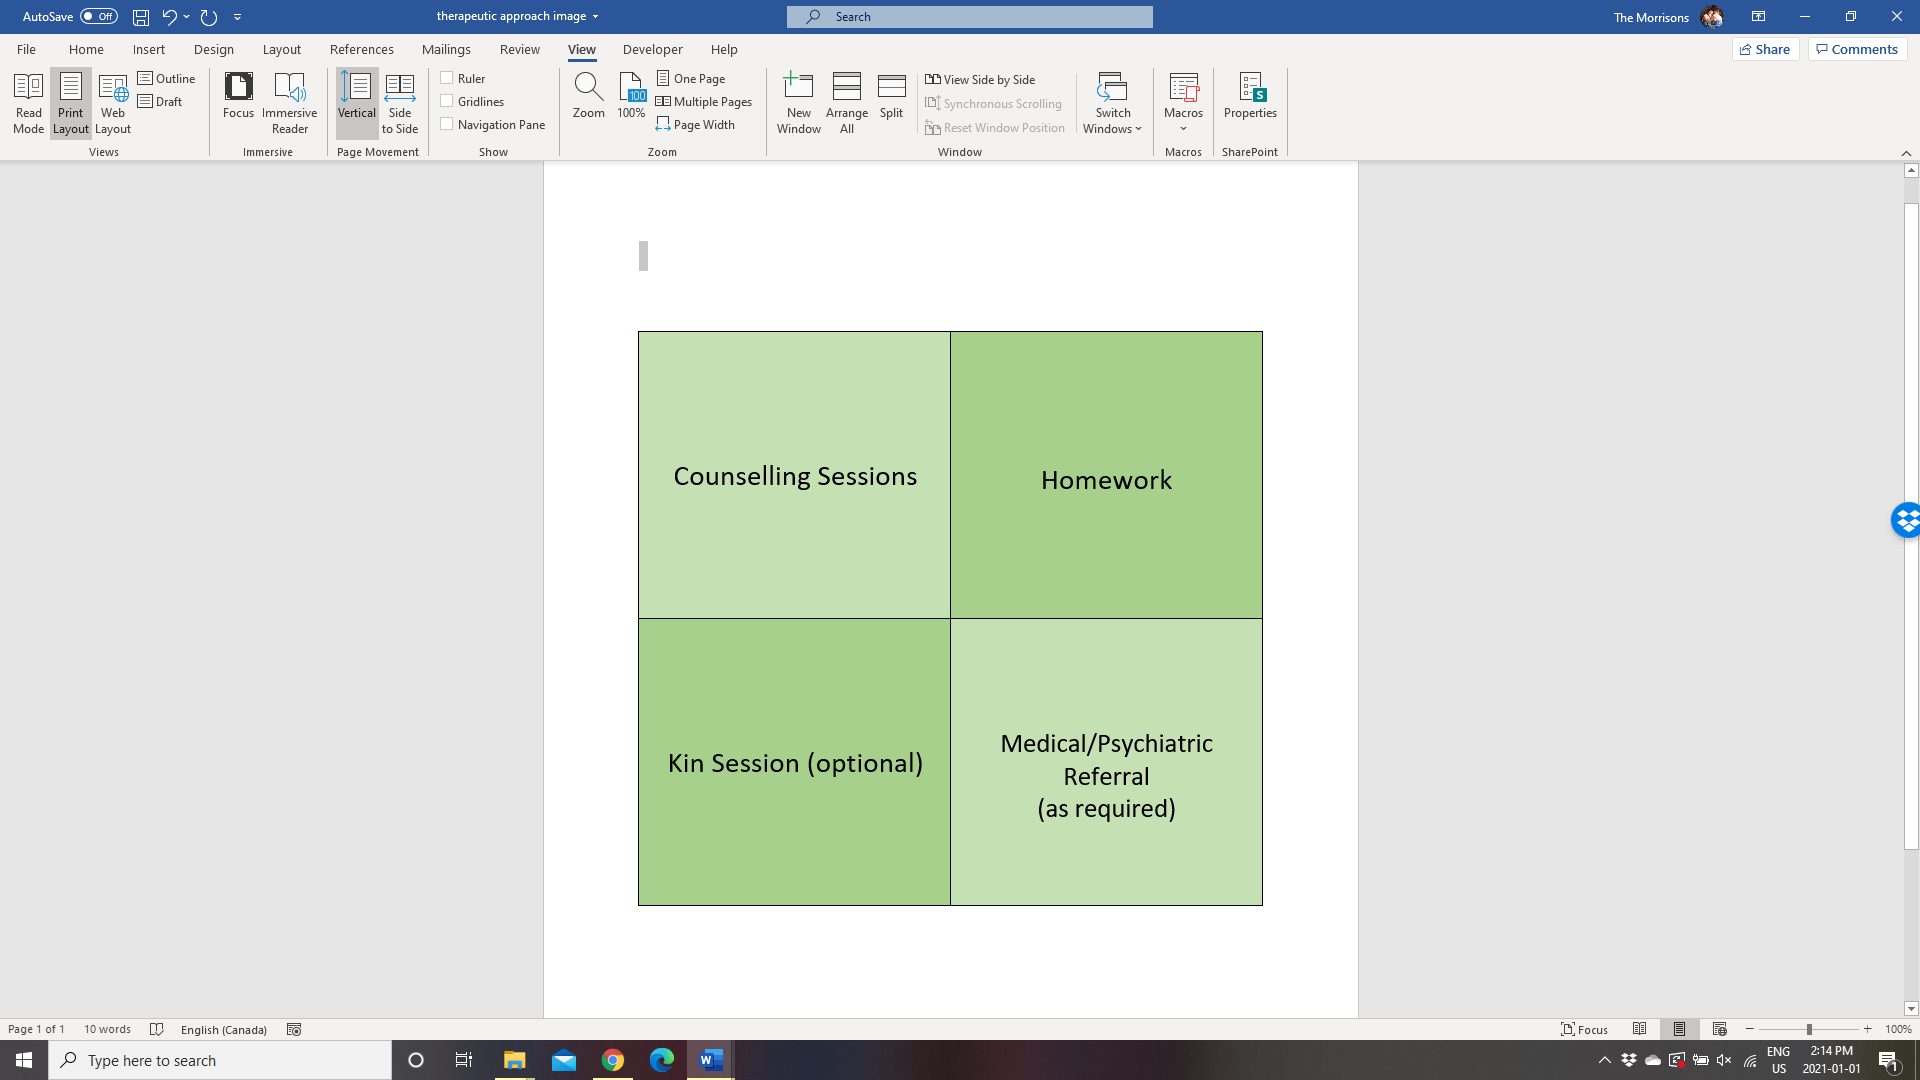 AutoSave Off therapeutic approach image Search The Morrisons
File Home Insert Design Layout References Mailings Review View Developer Help Share Comments
Read Mode
Print Layout
Web Layout
Outline
Draft
Views
Focus
Immersive Reader
Immersive
Vertical
Side to Side
Page Movement
Ruler
Gridlines
Navigation Pane
Show
Zoom
100
100%
One Page
Multiple Pages
Page Width
Zoom
New Window
Arrange All
Split
View Side by Side
Synchronous Scrolling
Reset Window Position
Switch Windows
Window
Macros
Macros
S
Properties
SharePoint
Counselling Sessions
Homework
Kin Session (optional)
Medical/Psychiatric
Referral
(as required)
Page 1 of 1 10 words English (Canada) Focus 100%
Type here to search
W
ENG
US
2:14 PM
2021-01-01
1